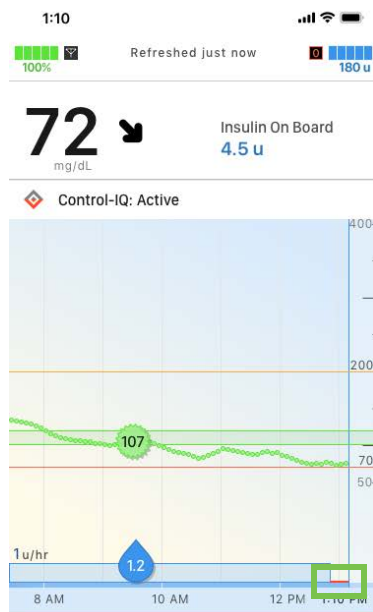 1:10
100%
Refreshed just now
0
180 u
72
mg/dL
Insulin On Board
4.5 u
Control-IQ: Active
400
200
107
70
50
1 u/hr
1.2
8 AM
10 AM
12 PM
1:10 PM